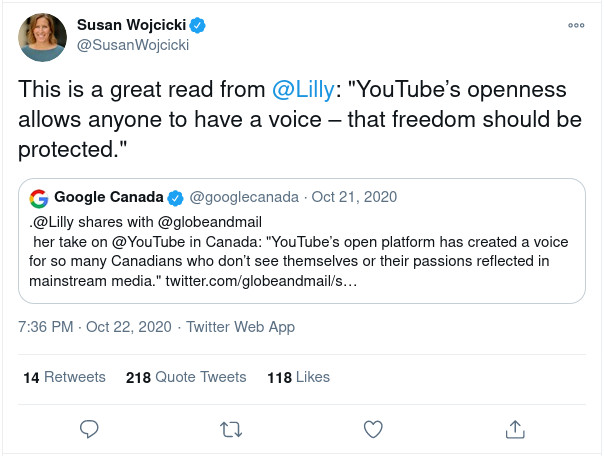 Susan Wojcicki
@SusanWojcicki
This is a great read from @Lilly: "YouTube’s openness
allows anyone to have a voice – that freedom should be
protected."
Google Canada @googlecanada · Oct 21, 2020
.@Lilly shares with @globeandmail
her take on @YouTube in Canada: "YouTube’s open platform has created a voice
for so many Canadians who don’t see themselves or their passions reflected in
mainstream media." twitter.com/globeandmail/s…
7:36 PM · Oct 22, 2020 · Twitter Web App
14 Retweets 218 Quote Tweets 118 Likes